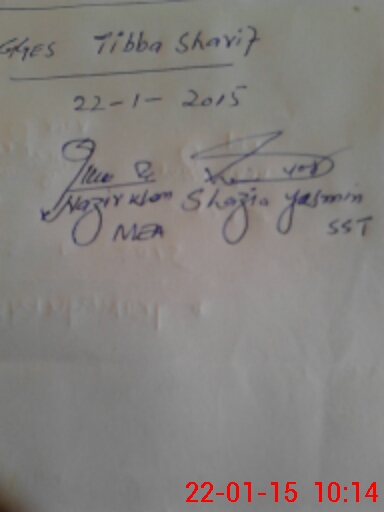 GGES Tibba Sharif
22-1-2015
Nazir Khan Shazia Yasmin
MEA SST
22-01-15 10:14